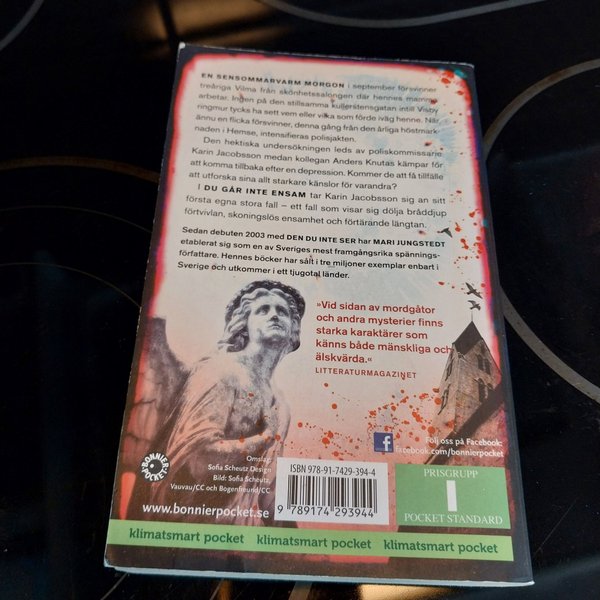 EN SENSOMMARVARM MORGON i september försvinner
treåriga Vilma från skönhetssalongen där hennes mamma
arbetar. Ingen på den stillsamma kullerstensgatan intill Visby
ringmur tycks ha sett vem eller vilka som förde iväg henne. När
ännu en flicka försvinner, denna gång från den årliga höstmark-
naden i Hemse, intensifieras polisjakten.
Den hektiska undersökningen leds av poliskommissarie
Karin Jacobsson medan kollegan Anders Knutas kämpar för
att komma tillbaka efter en depression. Kommer de att få tillfälle
att utforska sina allt starkare känslor för varandra?
I DU GÅR INTE ENSAM tar Karin Jacobsson sig an sitt
första egna stora fall – ett fall som visar sig dölja bråddjup
förtvivlan, skoningslös ensamhet och förtärande längtan.
Sedan debuten 2003 med DEN DU INTE SER har MARI JUNGSTEDT
etablerat sig som en av Sveriges mest framgångsrika spännings-
författare. Hennes böcker har sålt i tre miljoner exemplar enbart i
Sverige och utkommer i ett tjugotal länder.
»Vid sidan av mordgåtor
och andra mysterier finns
starka karaktärer som
känns både mänskliga och
älskvärda.«
LITTERATURMAGAZINET
f
Följ oss på Facebook:
Facebook.com/bonnierpocket
BONNIER
POCKET
Omslag:
Sofia Scheutz Design
Bild: Sofia Scheutz,
Vauvau/CC och Bogenfreund/CC
www.bonnierpocket.se
ISBN 978-91-7429-394-4
9 789174 293944
PRISGRUPP
I
POCKET STANDARD
klimatsmart pocket klimatsmart pocket klimatsmart pocket